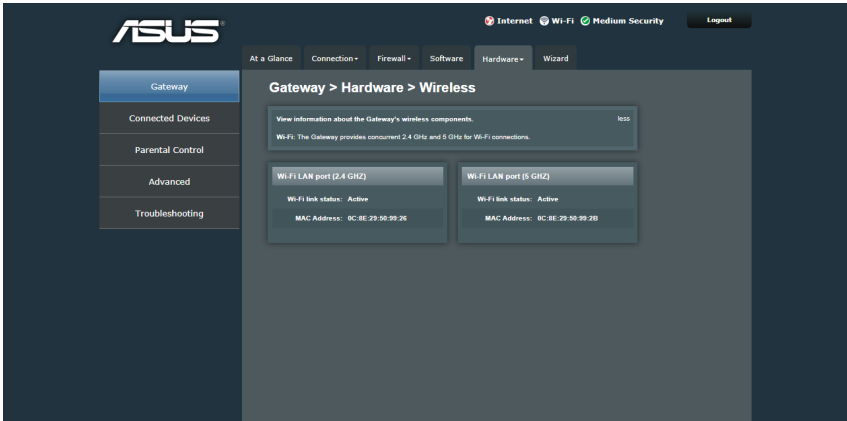 ASUS
Internet Wi-Fi Medium Security Logout
At a Glance Connection Firewall Software Hardware Wizard
Gateway
Connected Devices
Parental Control
Advanced
Troubleshooting
Gateway > Hardware > Wireless
View information about the Gateway's wireless components. less
Wi-Fi: The Gateway provides concurrent 2.4 GHz and 5 GHz for Wi-Fi connections.
Wi-Fi LAN port (2.4 GHZ)
Wi-Fi link status: Active
MAC Address: 0C:8E:29:50:99:26
Wi-Fi LAN port (5 GHZ)
Wi-Fi link status: Active
MAC Address: 0C:8E:29:50:99:2B